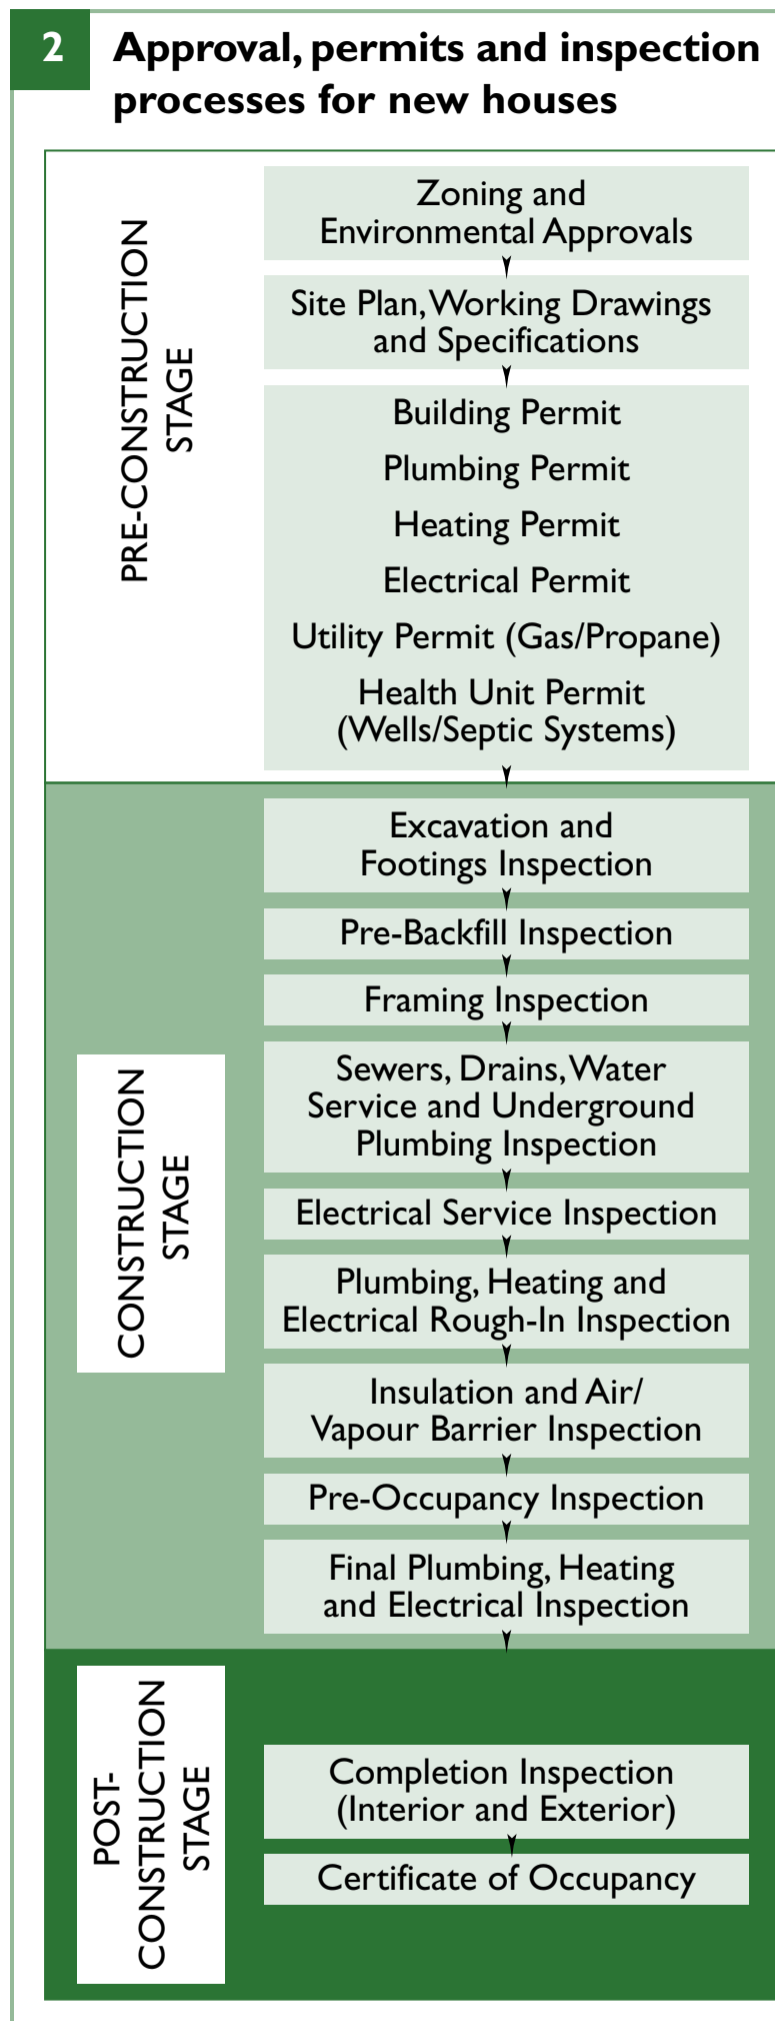 2
Approval, permits and inspection
processes for new houses
PRE-CONSTRUCTION
STAGE
Zoning and
Environmental Approvals
Site Plan, Working Drawings
and Specifications
Building Permit
Plumbing Permit
Heating Permit
Electrical Permit
Utility Permit (Gas/Propane)
Health Unit Permit
(Wells/Septic Systems)
CONSTRUCTION
STAGE
Excavation and
Footings Inspection
Pre-Backfill Inspection
Framing Inspection
Sewers, Drains, Water
Service and Underground
Plumbing Inspection
Electrical Service Inspection
Plumbing, Heating and
Electrical Rough-In Inspection
Insulation and Air/
Vapour Barrier Inspection
Pre-Occupancy Inspection
Final Plumbing, Heating
and Electrical Inspection
POST-
CONSTRUCTION
STAGE
Completion Inspection
(Interior and Exterior)
Certificate of Occupancy